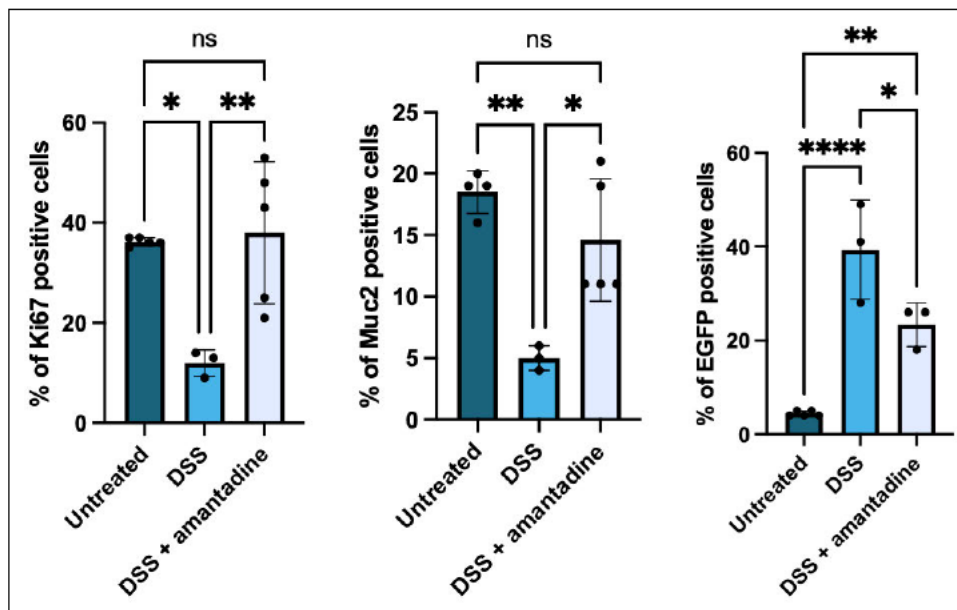 ns
* **
60
40
20
0
% of Ki67 positive cells
Untreated
DSS
DSS + amantadine
ns
** *
25
20
15
10
5
0
% of Muc2 positive cells
Untreated
DSS
DSS + amantadine
**
*
****
60
40
20
0
% of EGFP positive cells
Untreated
DSS
DSS + amantadine